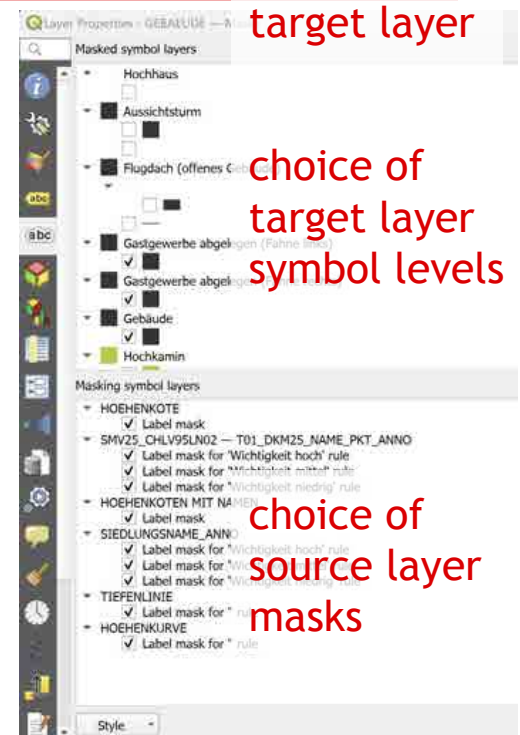 target layer
Layer Properties - GEBAEUDE —
Masked symbol layers
Hochhaus
Aussichtsturm
Flugdach (offenes Gebäude)
abc
abc
choice of
target layer
symbol levels
Gastgewerbe abgelegen (Fahne links)
Gastgewerbe abgelegen (Fahne
Gebäude
Hochkamin
Masking symbol layers
HOEHENKOTE
Label mask
SMV25_CHLV95LN02 — T01_DKM25_NAME_PKT_ANNO
Label mask for 'Wichtigkeit hoch' rule
Label mask for 'Wichtigkeit mittel' rule
Label mask for 'Wichtigkeit niedrig' rule
HOEHENKOTEN MIT NAMEN
Label mask
SIEDLUNGSNAME_ANNO
Label mask for 'Wichtigkeit hoch' rule
Label mask for 'Wichtigkeit mittel' rule
Label mask for 'Wichtigkeit niedrig' rule
choice of
source layer
masks
TIEFENLINIE
Label mask for '' rule
HOEHENKURVE
Label mask for '' rule
Style